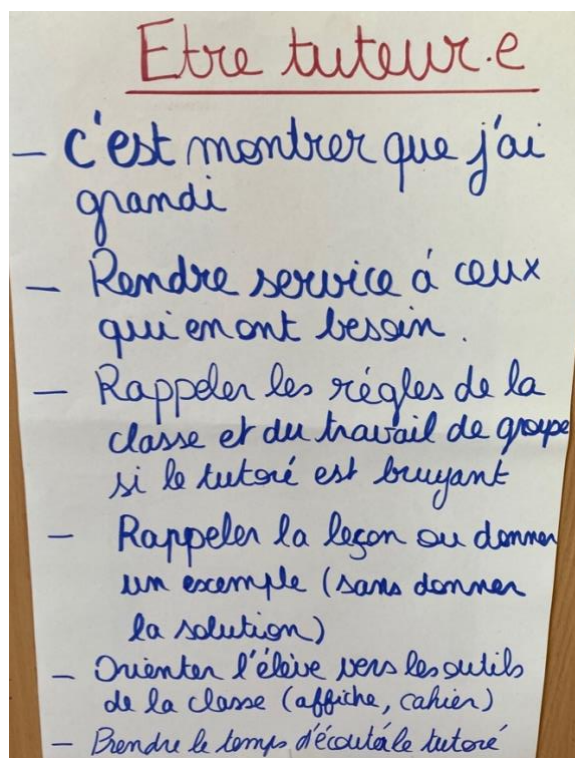 Etre tuteur.e
- c'est montrer que j'ai
grandi
- Rendre service à ceux
qui en ont besoin.
- Rappeler les règles de la
classe et du travail de groupe
si le tutoré est bruyant
- Rappeler la leçon ou donner
un exemple (sans donner
la solution)
- Orienter l'élève vers les outils
de la classe (affiche, cahier)
- Prendre le temps d'écouter le tutoré